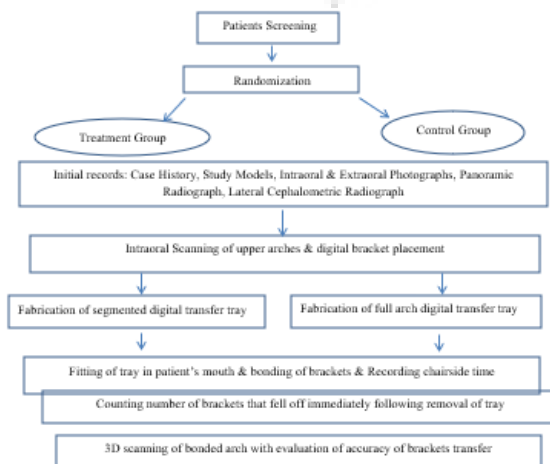 Patients Screening
Randomization
Treatment Group
Control Group
Initial records: Case History, Study Models, Intraoral & Extraoral Photographs, Panoramic
Radiograph, Lateral Cephalometric Radiograph
Intraoral Scanning of upper arches & digital bracket placement
Fabrication of segmented digital transfer tray
Fabrication of full arch digital transfer tray
Fitting of tray in patient's mouth & bonding of brackets & Recording chairside time
Counting number of brackets that fell off immediately following removal of tray
3D scanning of bonded arch with evaluation of accuracy of brackets transfer